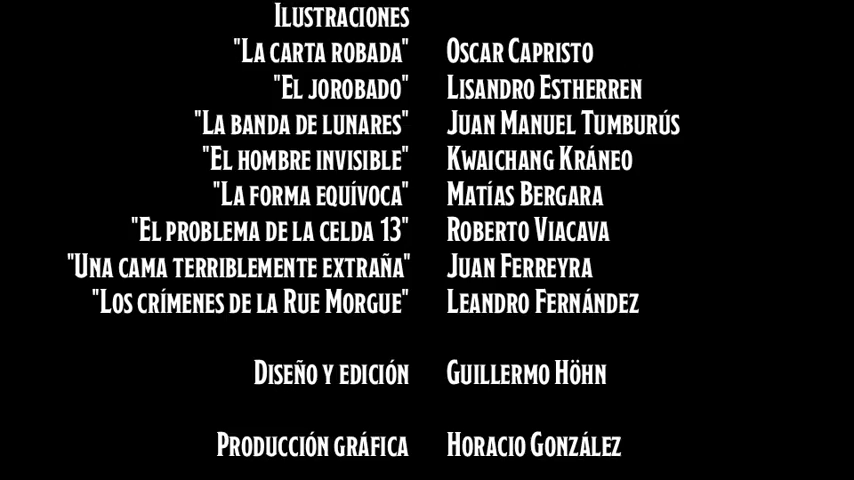 Ilustraciones
"La carta robada" Oscar Capristo
"El jorobado" Lisandro Estherren
"La banda de lunares" Juan Manuel Tumburús
"El hombre invisible" Kwaichang Kráneo
"La forma equívoca" Matías Bergara
"El problema de la celda 13" Roberto Viacava
"Una cama terriblemente extraña" Juan Ferreyra
"Los crímenes de la Rue Morgue" Leandro Fernández
Diseño y edición Guillermo Höhn
Producción gráfica Horacio González